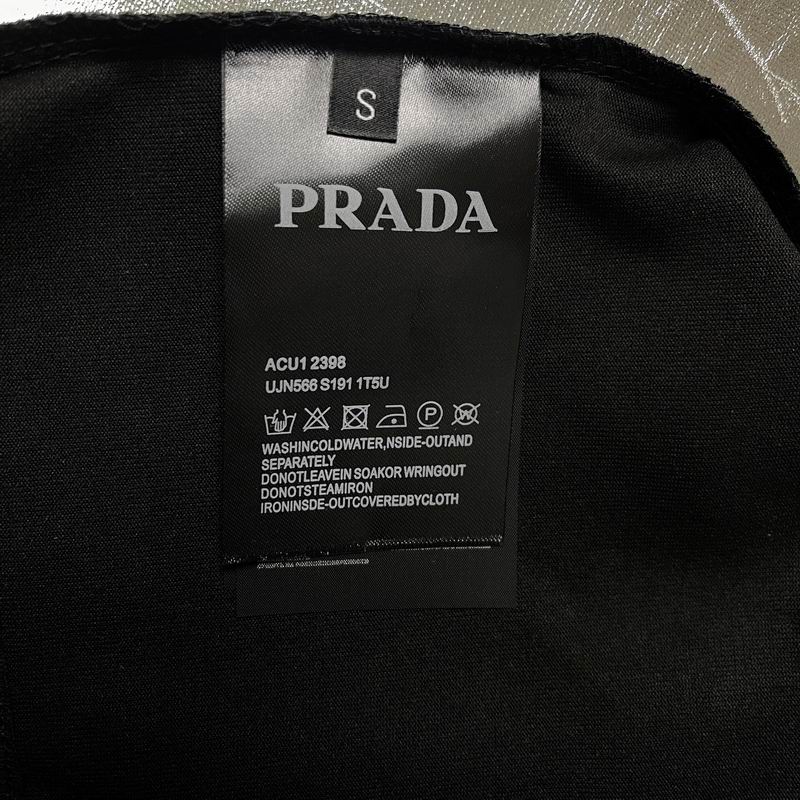 S
PRADA
ACU1 2398
UJN566 S191 1T5U
P
W
WASHINCOLDWATER,NSIDE-OUTAND
SEPARATELY
DONOTLEAVEIN SOAKOR WRINGOUT
DONOTSTEAMIRON
IRONINSDE-OUTCOVEREDBYCLOTH